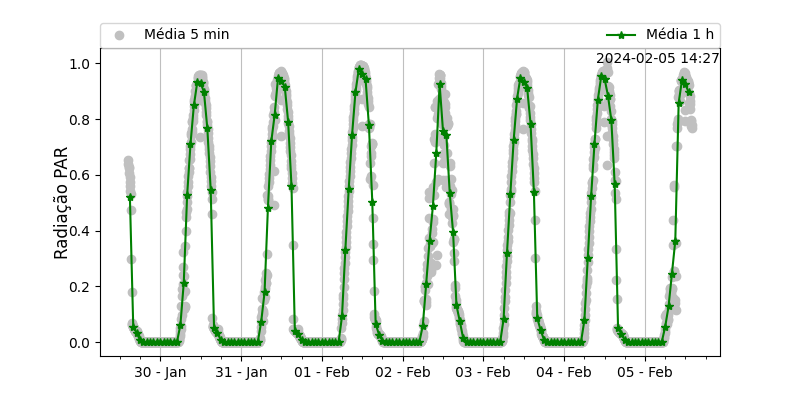 Média 5 min
Média 1 h
2024-02-05 14:27
Radiação PAR
1.0
0.8
0.6
0.4
0.2
0.0
30 - Jan
31 - Jan
01 - Feb
02 - Feb
03 - Feb
04 - Feb
05 - Feb